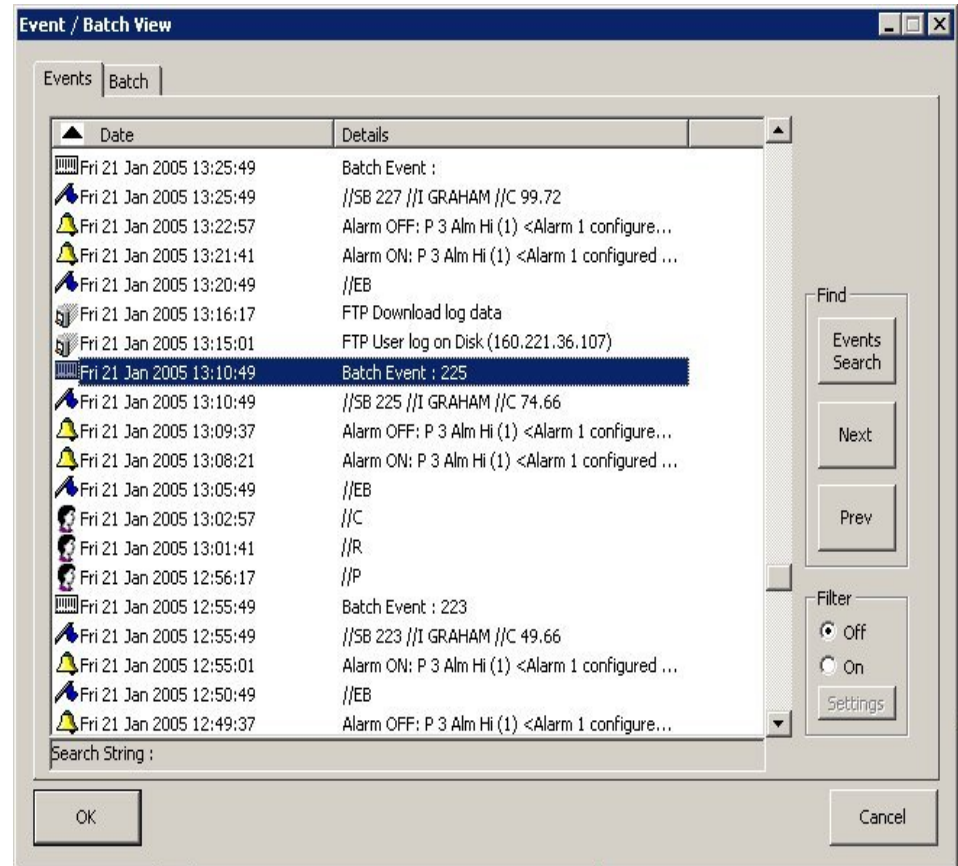 Event / Batch View
Events Batch
Date Details
Fri 21 Jan 2005 13:25:49 Batch Event :
Fri 21 Jan 2005 13:25:49 //SB 227 //I GRAHAM //C 99.72
Fri 21 Jan 2005 13:22:57 Alarm OFF: P 3 Alm Hi (1) <Alarm 1 configure...
Fri 21 Jan 2005 13:21:41 Alarm ON: P 3 Alm Hi (1) <Alarm 1 configured ...
Fri 21 Jan 2005 13:20:49 //EB
Fri 21 Jan 2005 13:16:17 FTP Download log data
Fri 21 Jan 2005 13:15:01 FTP User log on Disk (160.221.36.107)
Fri 21 Jan 2005 13:10:49 Batch Event : 225
Fri 21 Jan 2005 13:10:49 //SB 225 //I GRAHAM //C 74.66
Fri 21 Jan 2005 13:09:37 Alarm OFF: P 3 Alm Hi (1) <Alarm 1 configure...
Fri 21 Jan 2005 13:08:21 Alarm ON: P 3 Alm Hi (1) <Alarm 1 configured ...
Fri 21 Jan 2005 13:05:49 //EB
Fri 21 Jan 2005 13:02:57 //C
Fri 21 Jan 2005 13:01:41 //R
Fri 21 Jan 2005 12:56:17 //P
Fri 21 Jan 2005 12:55:49 Batch Event : 223
Fri 21 Jan 2005 12:55:49 //SB 223 //I GRAHAM //C 49.66
Fri 21 Jan 2005 12:55:01 Alarm ON: P 3 Alm Hi (1) <Alarm 1 configured ...
Fri 21 Jan 2005 12:50:49 //EB
Fri 21 Jan 2005 12:49:37 Alarm OFF: P 3 Alm Hi (1) <Alarm 1 configure...
Search String :
Find
Events
Search
Next
Prev
Filter
Off
On
Settings
OK
Cancel